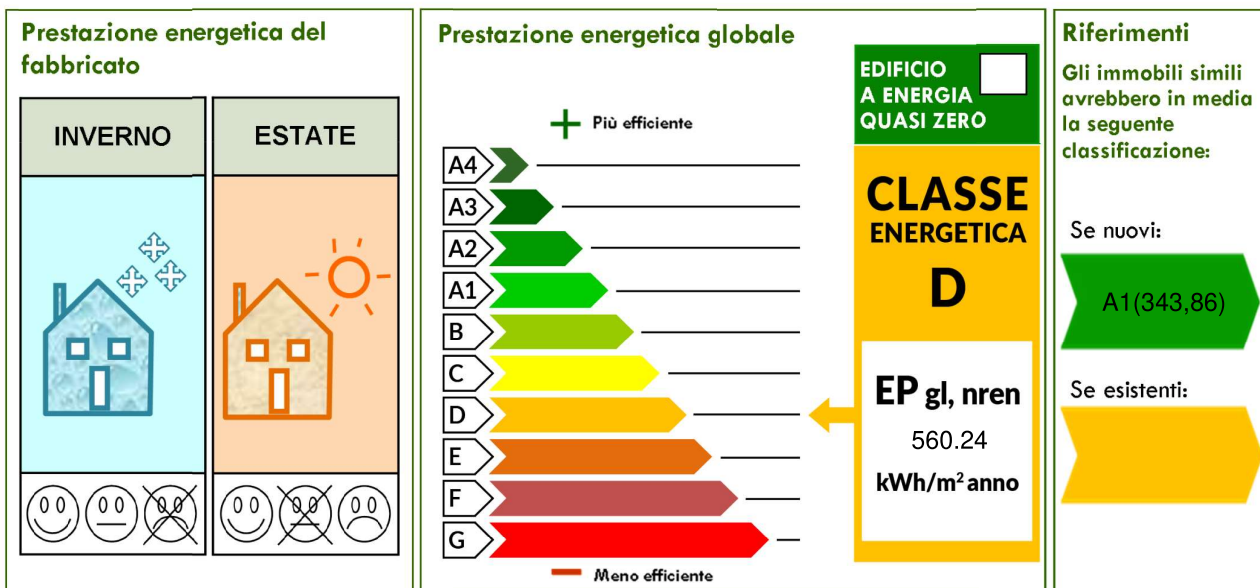 Prestazione energetica del
fabbricato
INVERNO
ESTATE
Prestazione energetica globale
Più efficiente
A4
A3
A2
A1
B
C
D
E
F
G
Meno efficiente
EDIFICIO
A ENERGIA
QUASI ZERO
CLASSE
ENERGETICA
D
EP gl, nren
560.24
kWh/m² anno
Riferimenti
Gli immobili simili
avrebbero in media
la seguente
classificazione:
Se nuovi:
A1(343,86)
Se esistenti: